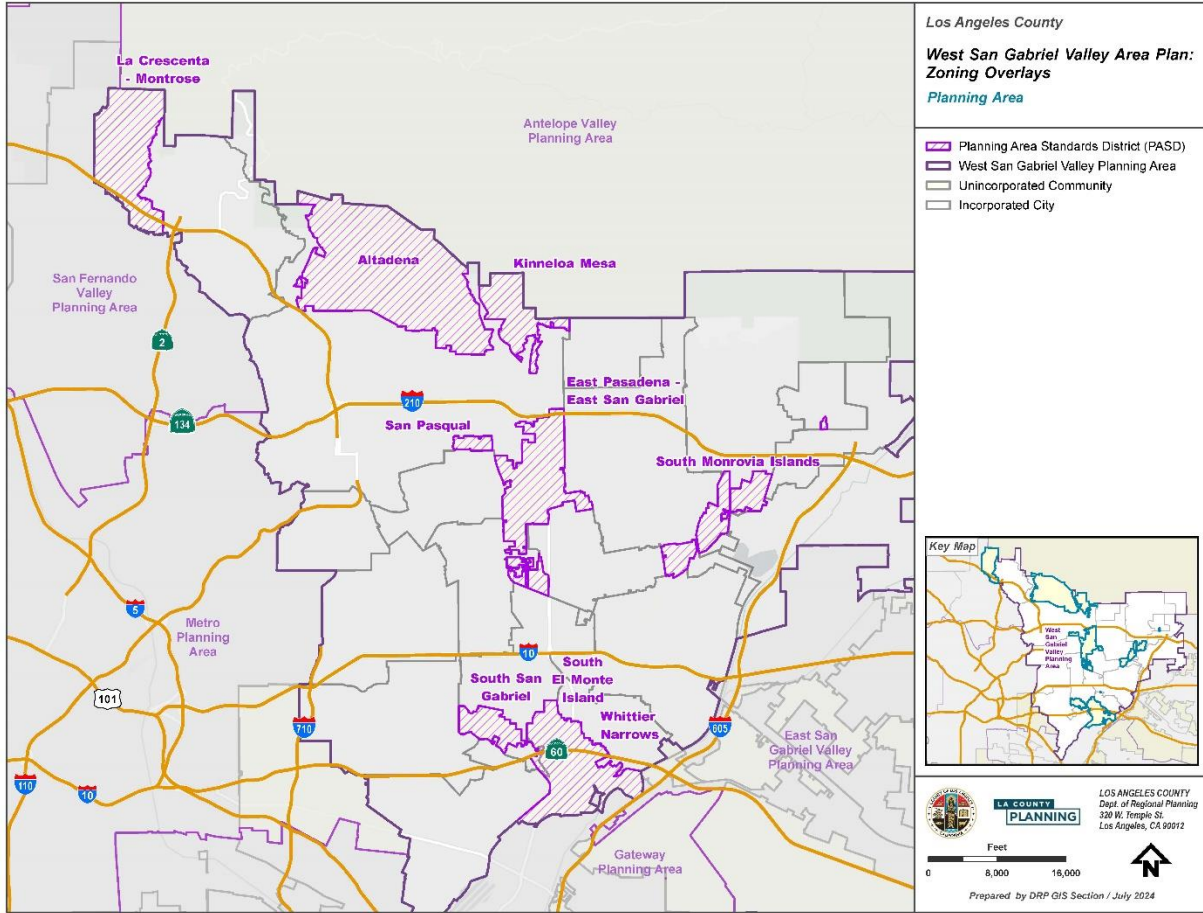 La Crescenta
- Montrose
Antelope Valley
Planning Area
Altadena
Kinneloa Mesa
San Fernando
Valley
Planning Area
2
East Pasadena -
East San Gabriel
210
134
San Pasqual
South Monrovia Islands
5
Metro
Planning
Area
10
South San
Gabriel
South
El Monte
Island
Whittier
Narrows
101
710
605
60
East San
Gabriel Valley
Planning Area
110
10
Gateway
Planning Area
Los Angeles County
West San Gabriel Valley Area Plan:
Zoning Overlays
Planning Area
Planning Area Standards District (PASD)
West San Gabriel Valley Planning Area
Unincorporated Community
Incorporated City
Key Map
West
San
Gabriel
Valley
Planning
Area
LA COUNTY
PLANNING
LOS ANGELES COUNTY
Dept. of Regional Planning
320 W. Temple St.
Los Angeles, CA 90012
Feet
0 8,000 16,000
N
Prepared by DRP GIS Section / July 2024